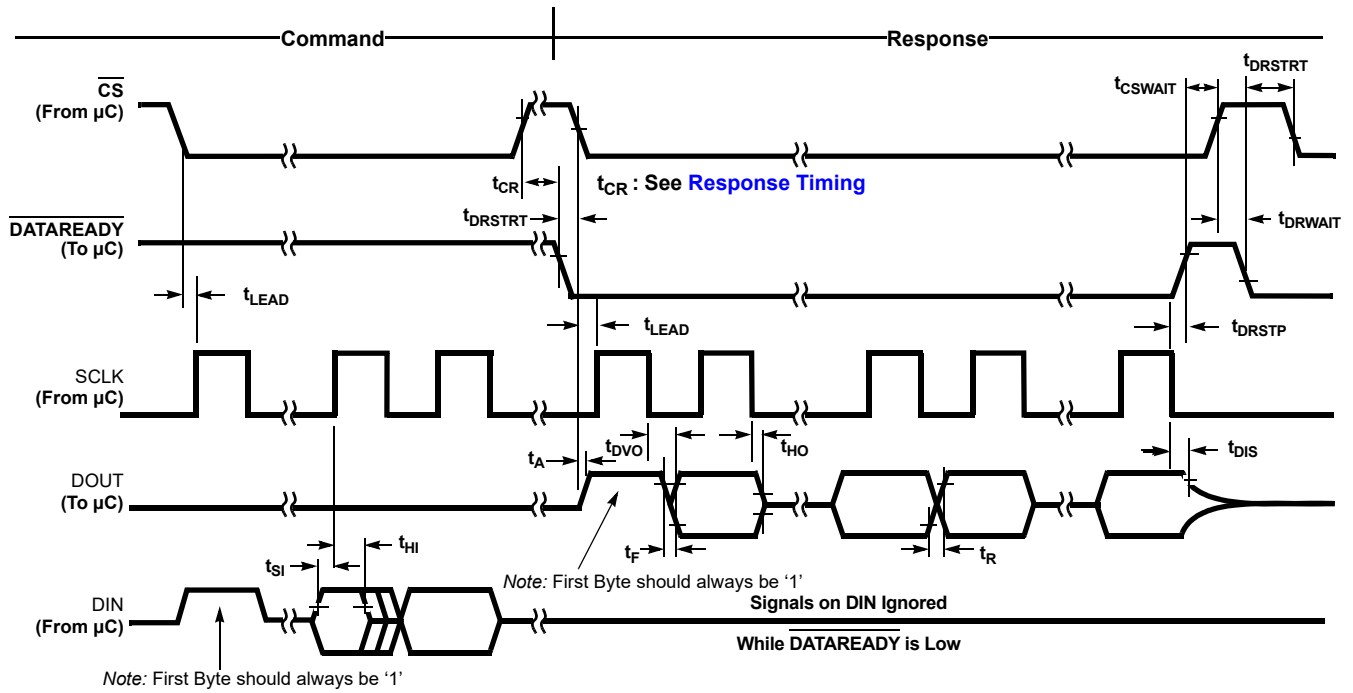 Command
Response
CS
(From µC)
tCSWAIT
tDRSTRT
tCR
tCR : See Response Timing
DATAREADY
(To µC)
tDRSTRT
tDRWAIT
tLEAD
tLEAD
tDRSTP
SCLK
(From µC)
tA
tDVO
tHO
tDIS
DOUT
(To µC)
tHI
tSI
tF
tR
Note: First Byte should always be ‘1’
DIN
(From µC)
Signals on DIN Ignored
While DATAREADY is Low
Note: First Byte should always be ‘1’